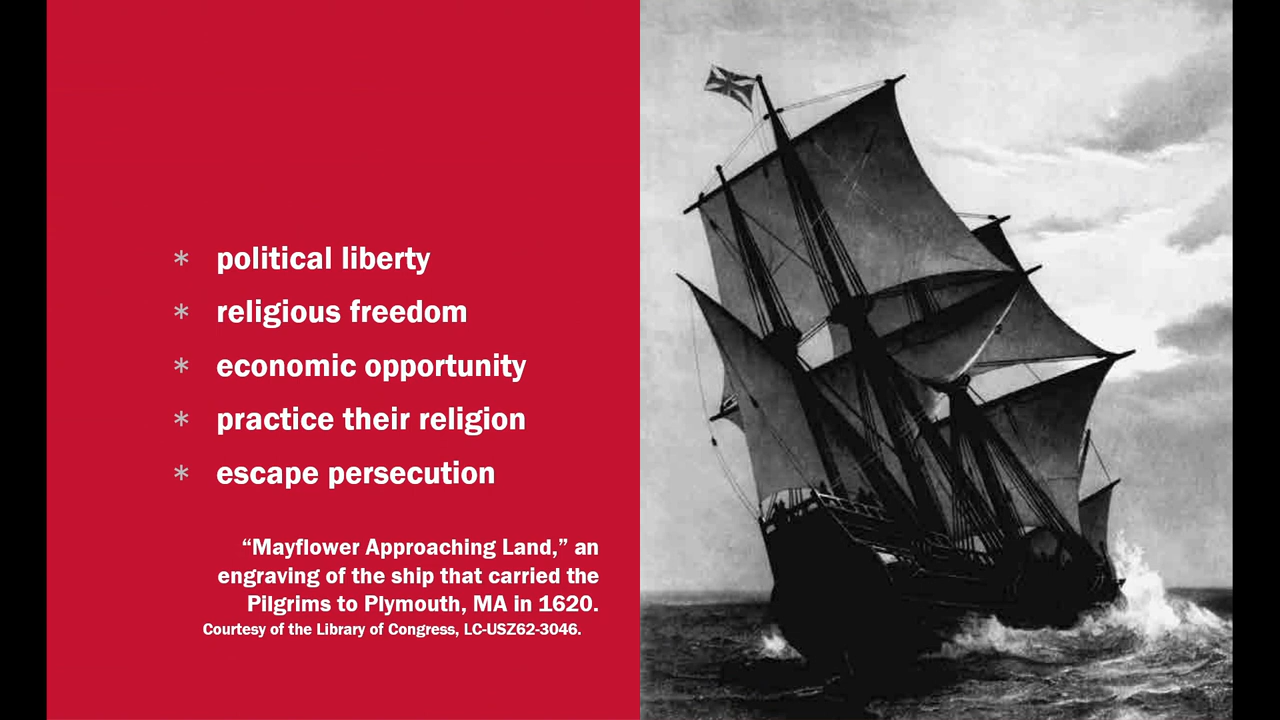 * political liberty
* religious freedom
* economic opportunity
* practice their religion
* escape persecution
“Mayflower Approaching Land,” an
engraving of the ship that carried the
Pilgrims to Plymouth, MA in 1620.
Courtesy of the Library of Congress, LC-USZ62-3046.